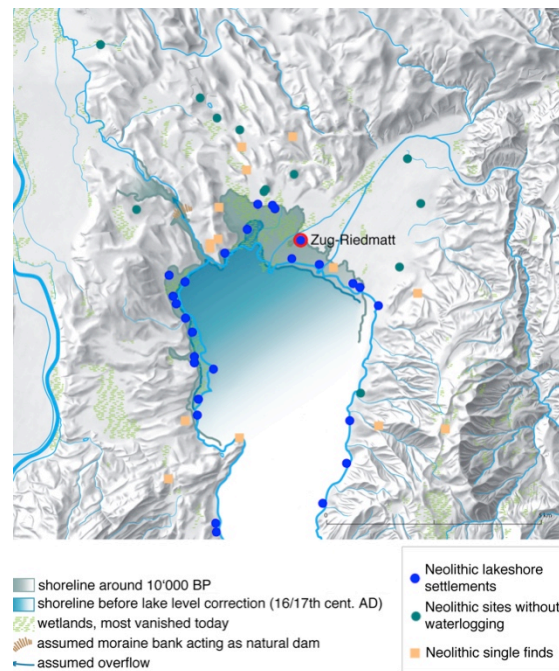 Zug-Riedmatt
shoreline around 10'000 BP
shoreline before lake level correction (16/17th cent. AD)
wetlands, most vanished today
assumed moraine bank acting as natural dam
assumed overflow
Neolithic lakeshore
settlements
Neolithic sites without
waterlogging
Neolithic single finds